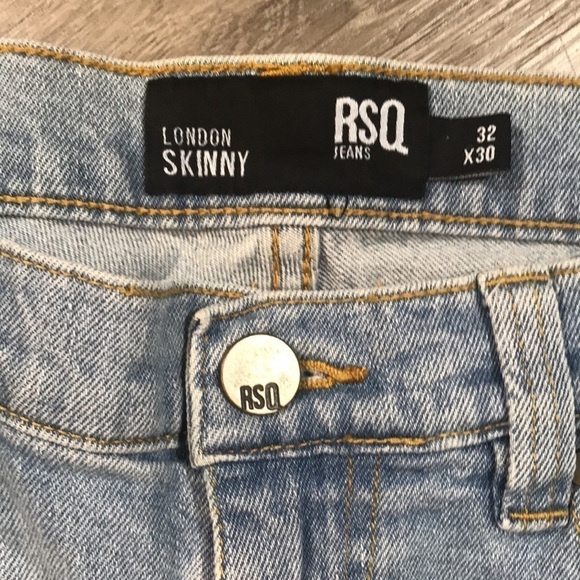 LONDON
SKINNY
RSQ
JEANS
32
X30
RSQ